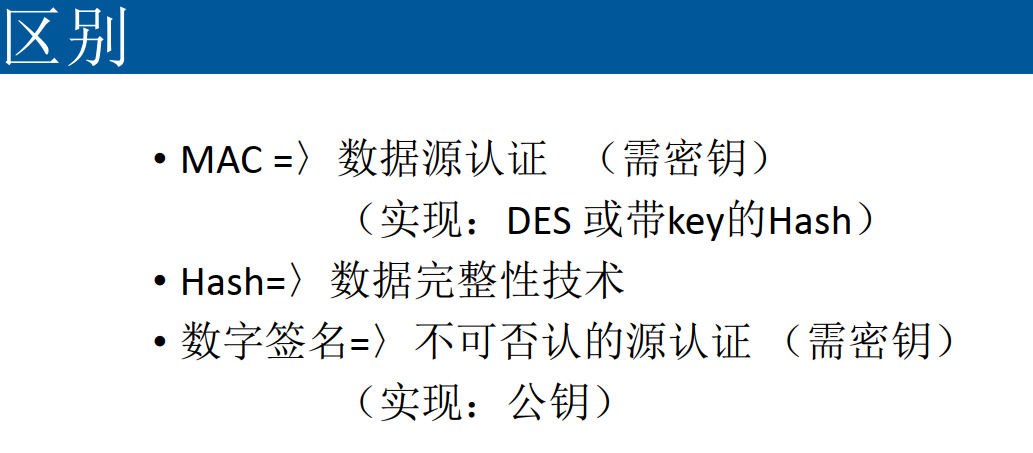 区别
• MAC =〉数据源认证 （需密钥）
（实现：DES 或带key的Hash）
• Hash=〉数据完整性技术
• 数字签名=〉不可否认的源认证 （需密钥）
（实现：公钥）